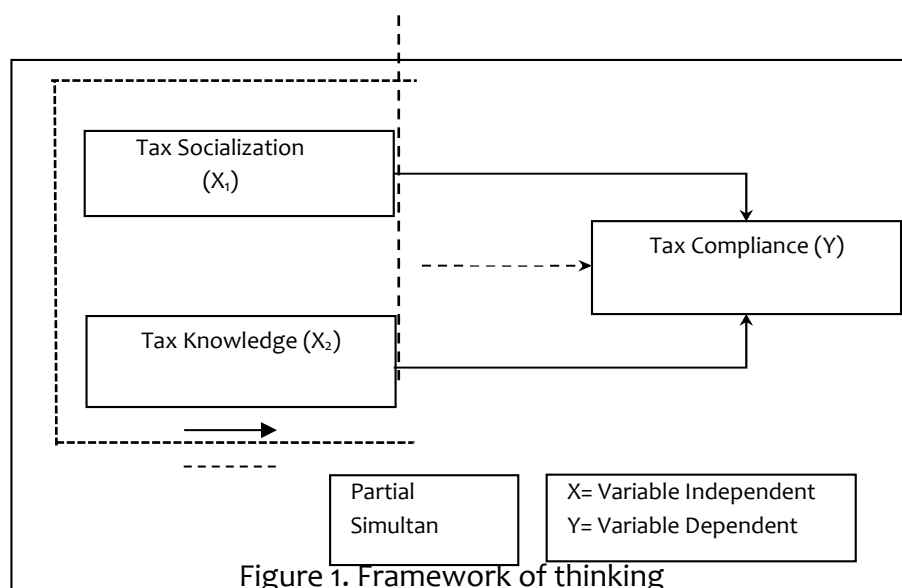 Tax Socialization
(X₁)
Tax Compliance (Y)
Tax Knowledge (X₂)
Partial
Simultan
X= Variable Independent
Y= Variable Dependent
Figure 1. Framework of thinking